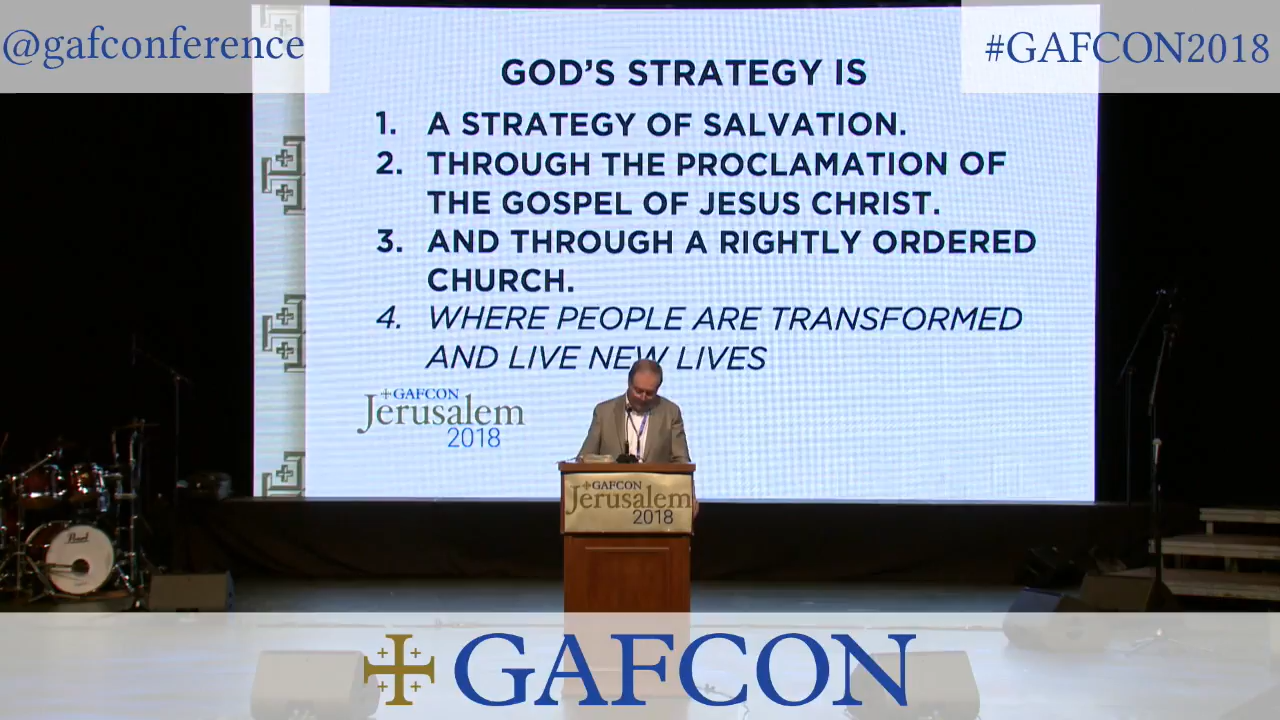 @gafconference
#GAFCON2018
GOD'S STRATEGY IS
1. A STRATEGY OF SALVATION.
2. THROUGH THE PROCLAMATION OF
THE GOSPEL OF JESUS CHRIST.
3. AND THROUGH A RIGHTLY ORDERED
CHURCH.
4. WHERE PEOPLE ARE TRANSFORMED
AND LIVE NEW LIVES
GAFCON
Jerusalem
2018
GAFCON
Jerusalem
2018
Pearl
GAFCON